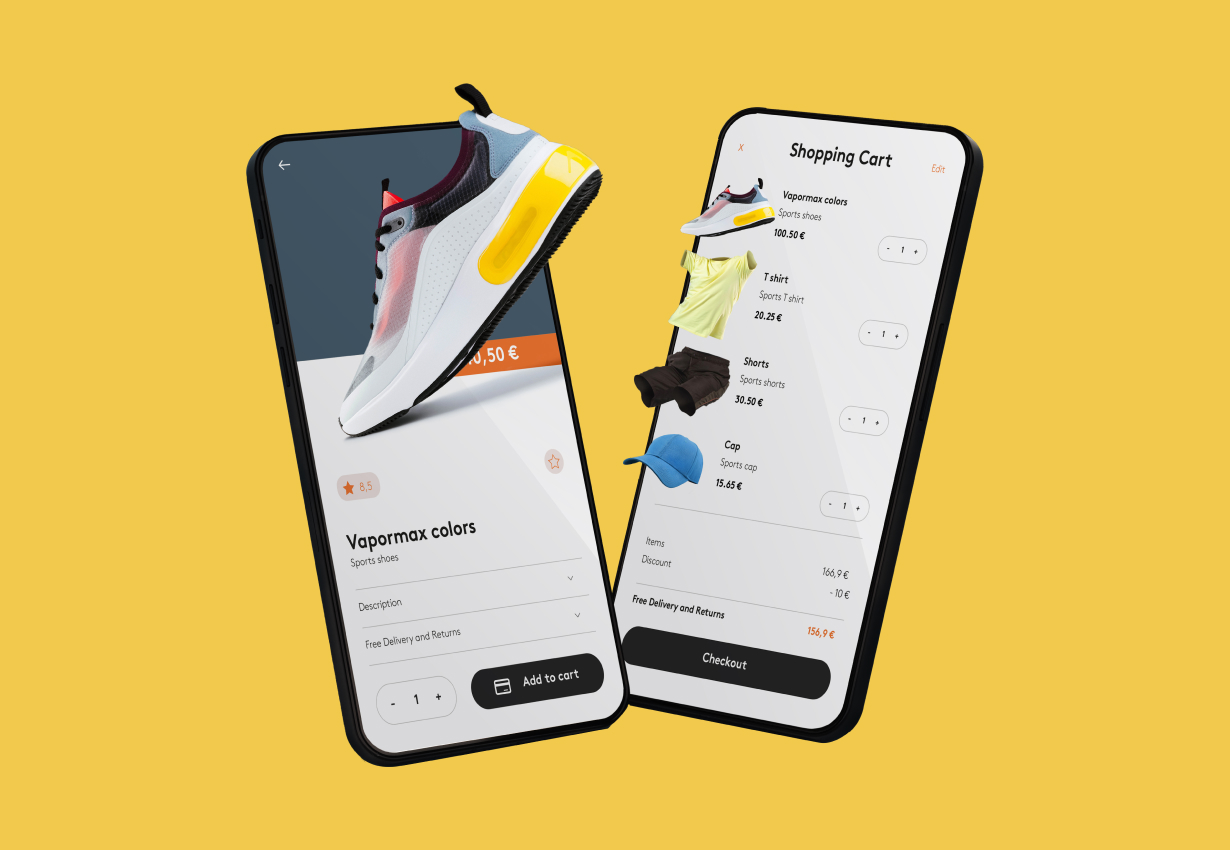 0,50 €
8,5
Vapormax colors
Sports shoes
Description
Free Delivery and Returns
- 1 +
Add to cart
X
Shopping Cart
Edit
Vapormax colors
Sports shoes
100.50 €
- 1 +
T shirt
Sports T shirt
20.25 €
- 1 +
Shorts
Sports shorts
30.50 €
- 1 +
Cap
Sports cap
15.65 €
- 1 +
Items
166,9 €
Discount
- 10 €
Free Delivery and Returns
156,9 €
Checkout